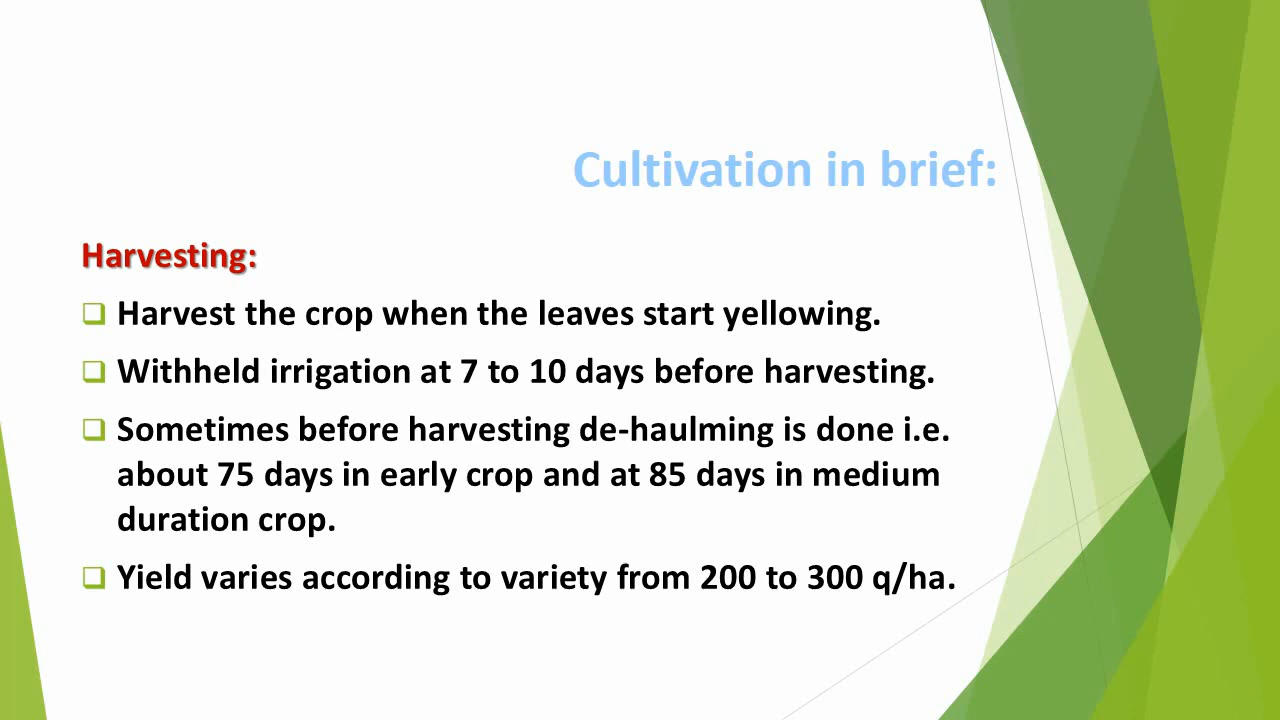 Cultivation in brief:
Harvesting:
Harvest the crop when the leaves start yellowing.
Withheld irrigation at 7 to 10 days before harvesting.
Sometimes before harvesting de-haulming is done i.e.
about 75 days in early crop and at 85 days in medium
duration crop.
Yield varies according to variety from 200 to 300 q/ha.